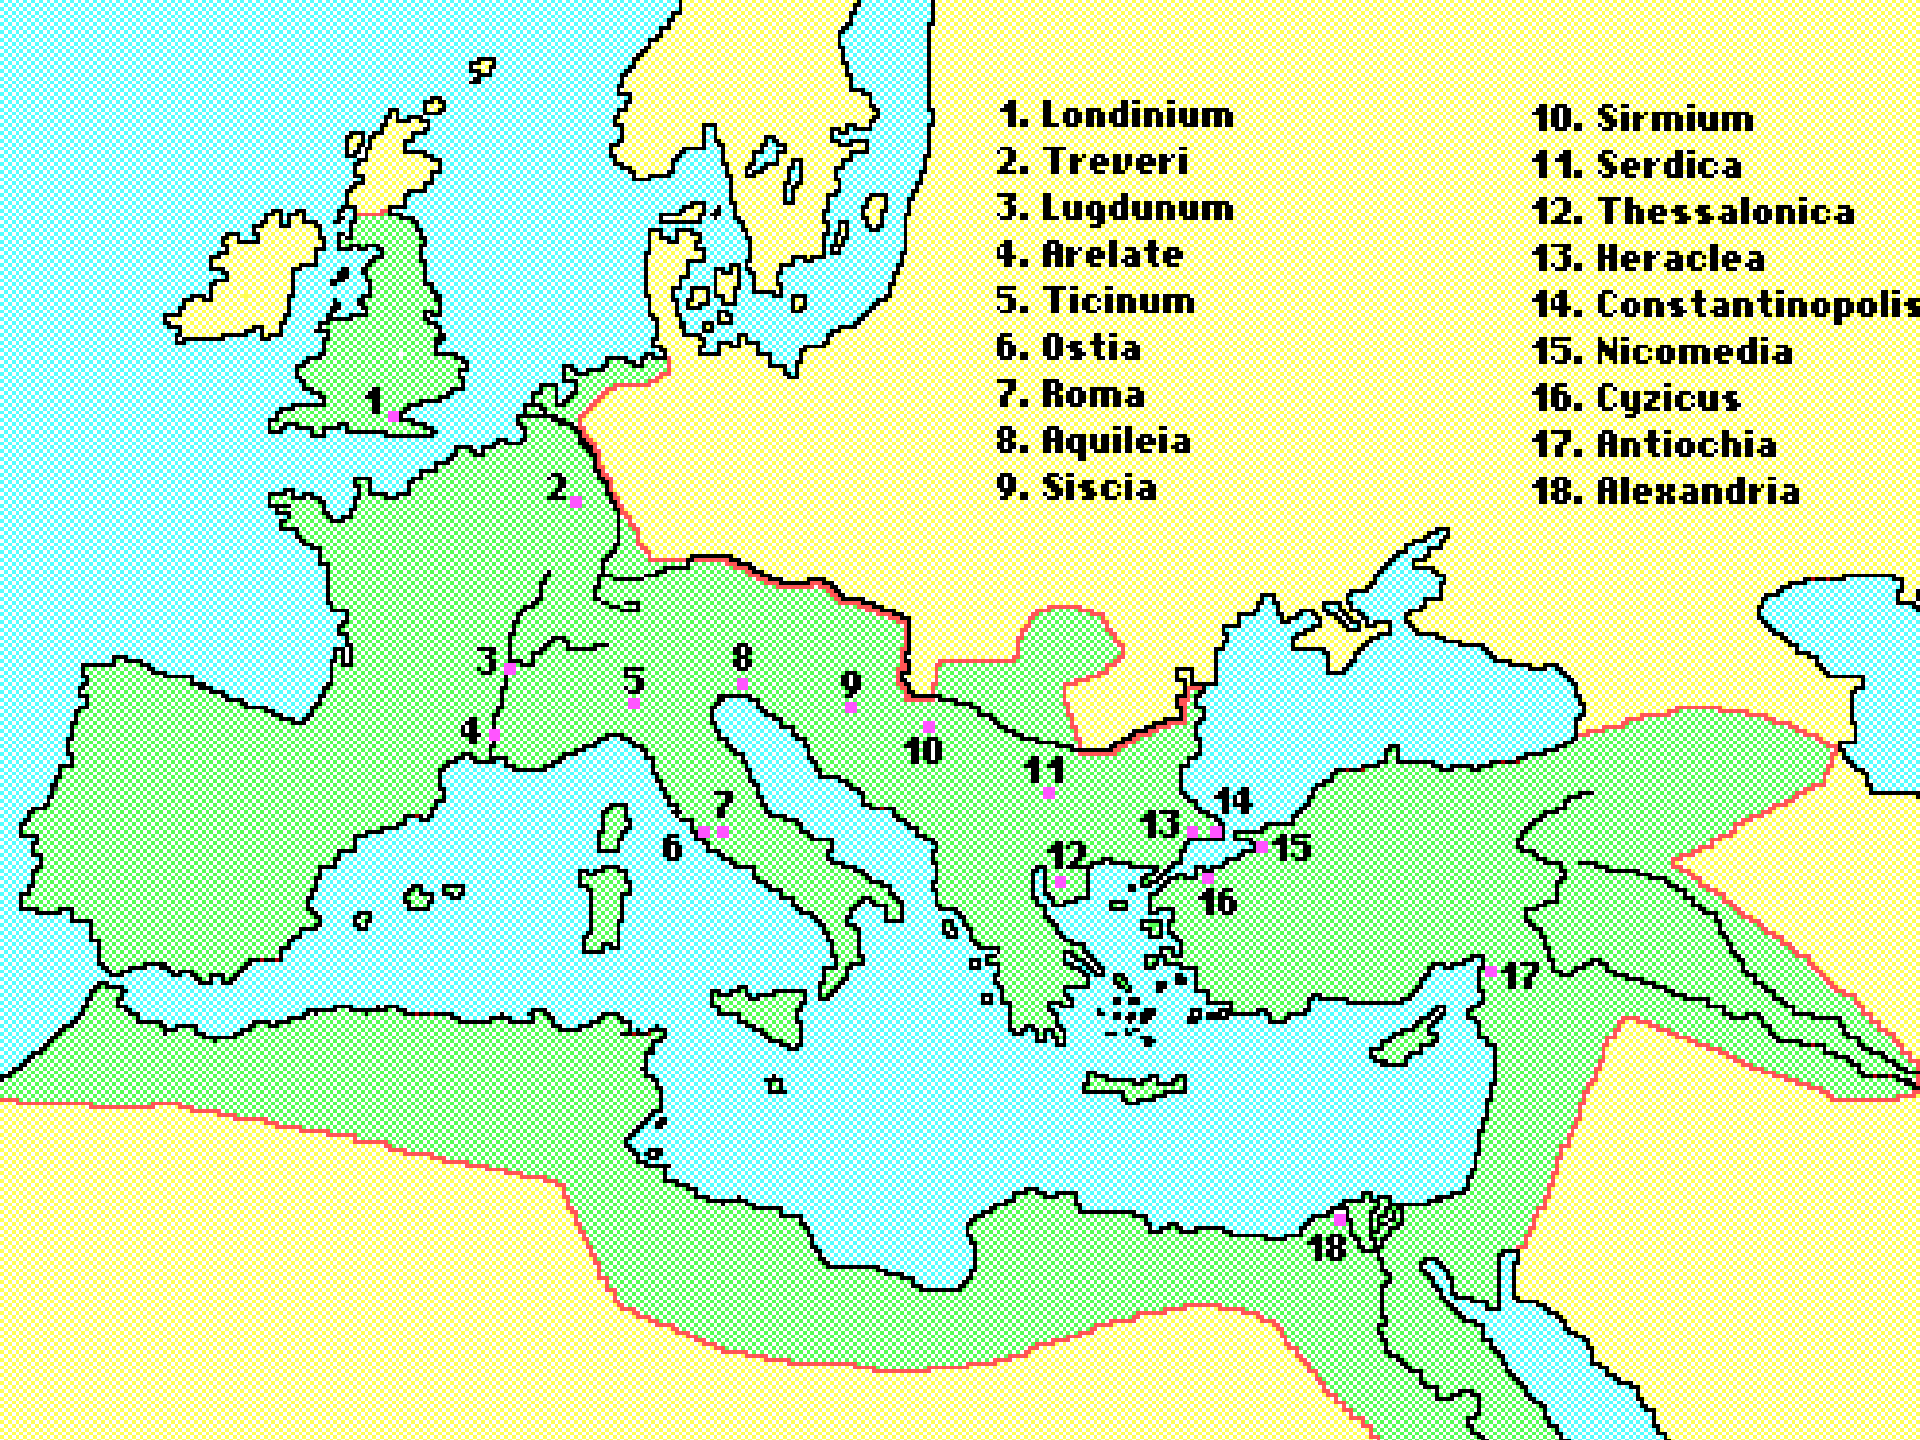 1. Londinium
2. Treveri
3. Lugdunum
4. Arelate
5. Ticinum
6. Ostia
7. Roma
8. Aquileia
9. Siscia
10. Sirmium
11. Serdica
12. Thessalonica
13. Heraclea
14. Constantinopolis
15. Nicomedia
16. Cyzicus
17. Antiochia
18. Alexandria
1
2
3
4
5
6
7
8
9
10
11
12
13
14
15
16
17
18